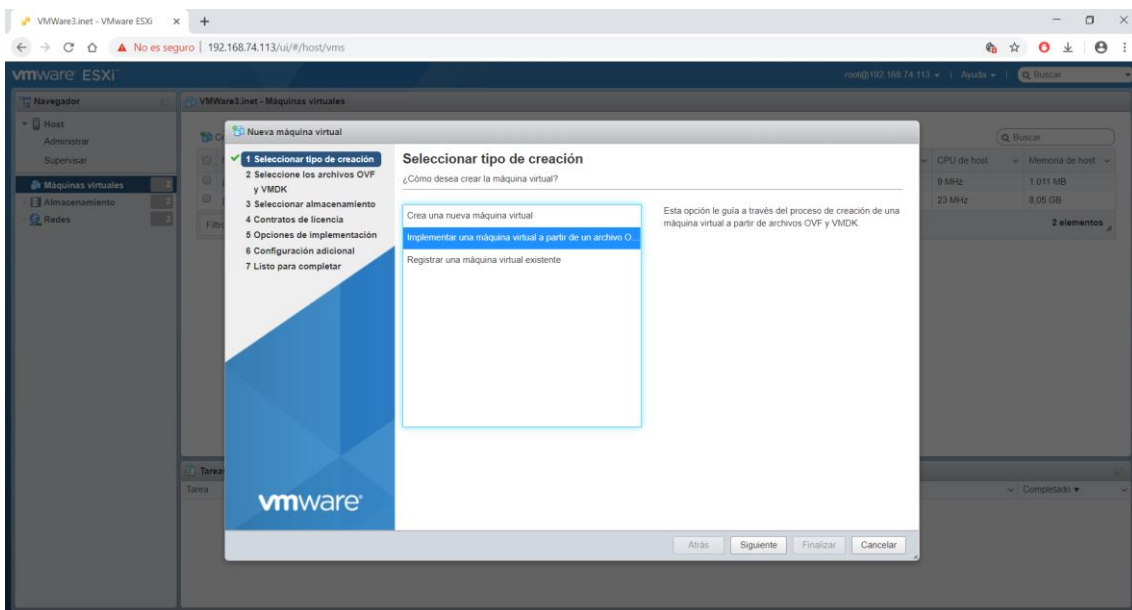 VMWare3.inet - VMware ESXi
No es seguro | 192.168.74.113/ui/#/host/vms
vmware ESXi
root@192.168.74.113 | Ayuda | Buscar
Navegador
VMWare3.inet - Máquinas virtuales
Host
Administrar
Supervisar
Máquinas virtuales 2
Almacenamiento
Redes
Buscar
CPU de host Memoria de host
9 MHz 1.011 MB
23 MHz 8,05 GB
2 elementos
Nueva máquina virtual
1 Seleccionar tipo de creación
2 Seleccione los archivos OVF
y VMDK
3 Seleccionar almacenamiento
4 Contratos de licencia
5 Opciones de implementación
6 Configuración adicional
7 Listo para completar
vmware
Seleccionar tipo de creación
¿Cómo desea crear la máquina virtual?
Crea una nueva máquina virtual
Implementar una máquina virtual a partir de un archivo O...
Registrar una máquina virtual existente
Esta opción le guía a través del proceso de creación de una
máquina virtual a partir de archivos OVF y VMDK.
Atrás Siguiente Finalizar Cancelar
Tarea Completado